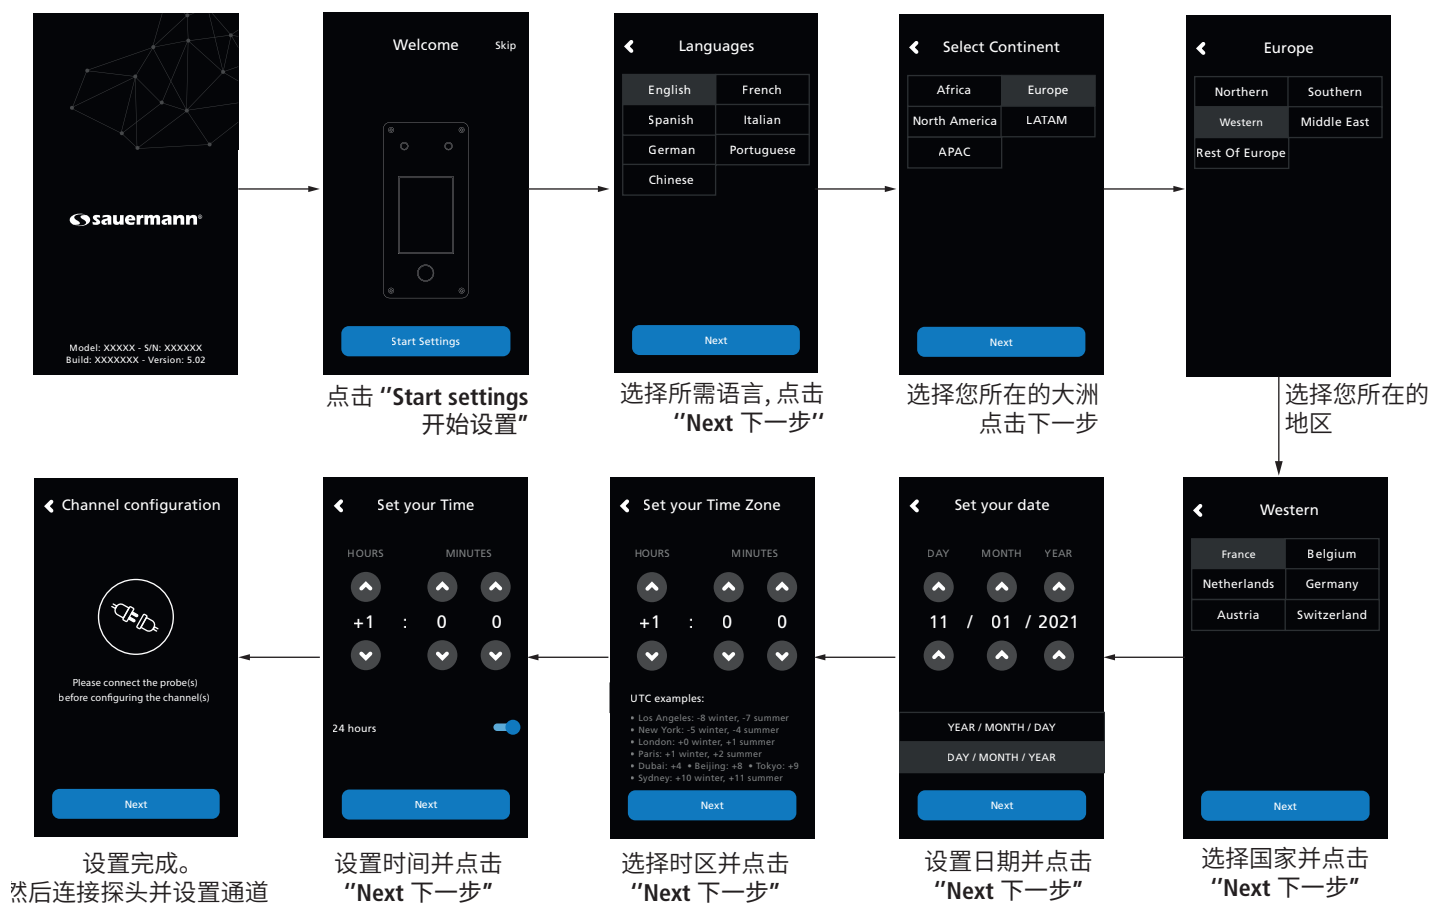 sauermann®
Model: XXXXX - S/N: XXXXXX
Build: XXXXXXX - Version: 5.02
Welcome
Skip
Start Settings
点击 ‘’Start settings
开始设置”
Languages
English
French
Spanish
Italian
German
Portuguese
Chinese
Next
选择所需语言, 点击
‘’Next 下一步‘’
Select Continent
Africa
Europe
North America
LATAM
APAC
Next
选择您所在的大洲
点击下一步
Europe
Northern
Southern
Western
Middle East
Rest Of Europe
选择您所在的
地区
Western
France
Belgium
Netherlands
Germany
Austria
Switzerland
Next
选择国家并点击
‘’Next 下一步”
Set your date
DAY
MONTH
YEAR
11 / 01 / 2021
YEAR / MONTH / DAY
DAY / MONTH / YEAR
Next
设置日期并点击
‘’Next 下一步”
Set your Time Zone
HOURS
MINUTES
+1 : 0 0
UTC examples:
• Los Angeles: -8 winter, -7 summer
• New York: -5 winter, -4 summer
• London: +0 winter, +1 summer
• Paris: +1 winter, +2 summer
• Dubai: +4 • Beijing: +8 • Tokyo: +9
• Sydney: +10 winter, +11 summer
Next
选择时区并点击
‘’Next 下一步”
Set your Time
HOURS
MINUTES
+1 : 0 0
24 hours
Next
设置时间并点击
‘’Next 下一步”
Channel configuration
Please connect the probe(s)
before configuring the channel(s)
Next
设置完成。
然后连接探头并设置通道